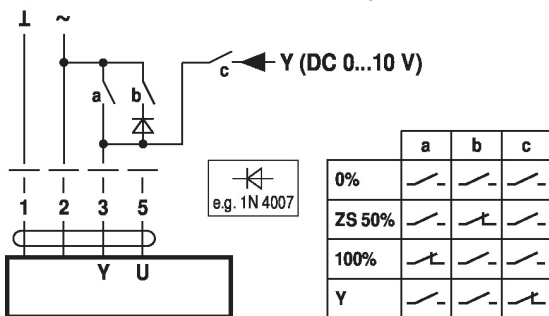 ⊥ ~
a b c Y (DC 0...10 V)
e.g. 1N 4007
1 2 3 5
Y U
a b c
0%
ZS 50%
100%
Y